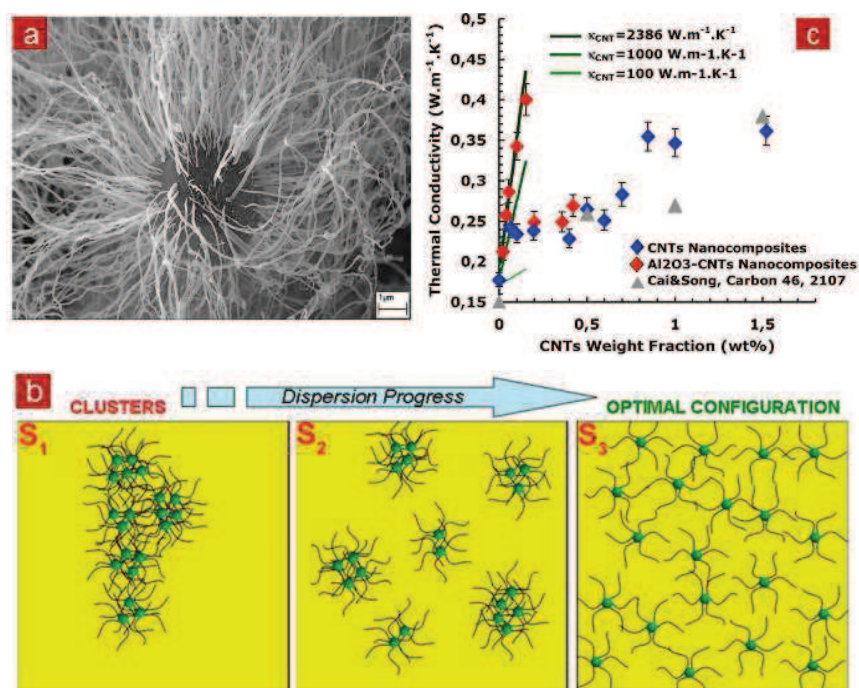 a
1µm
c
Thermal Conductivity (W.m⁻¹.K⁻¹)
0,5
0,45
0,4
0,35
0,3
0,25
0,2
0,15
κCNT=2386 W.m⁻¹.K⁻¹
κCNT=1000 W.m-1.K-1
κCNT=100 W.m-1.K-1
CNTs Nanocomposites
Al2O3-CNTs Nanocomposites
Cai&Song, Carbon 46, 2107
0 0,5 1 1,5
CNTs Weight Fraction (wt%)
b
CLUSTERS Dispersion Progress OPTIMAL CONFIGURATION
S₁ S₂ S₃